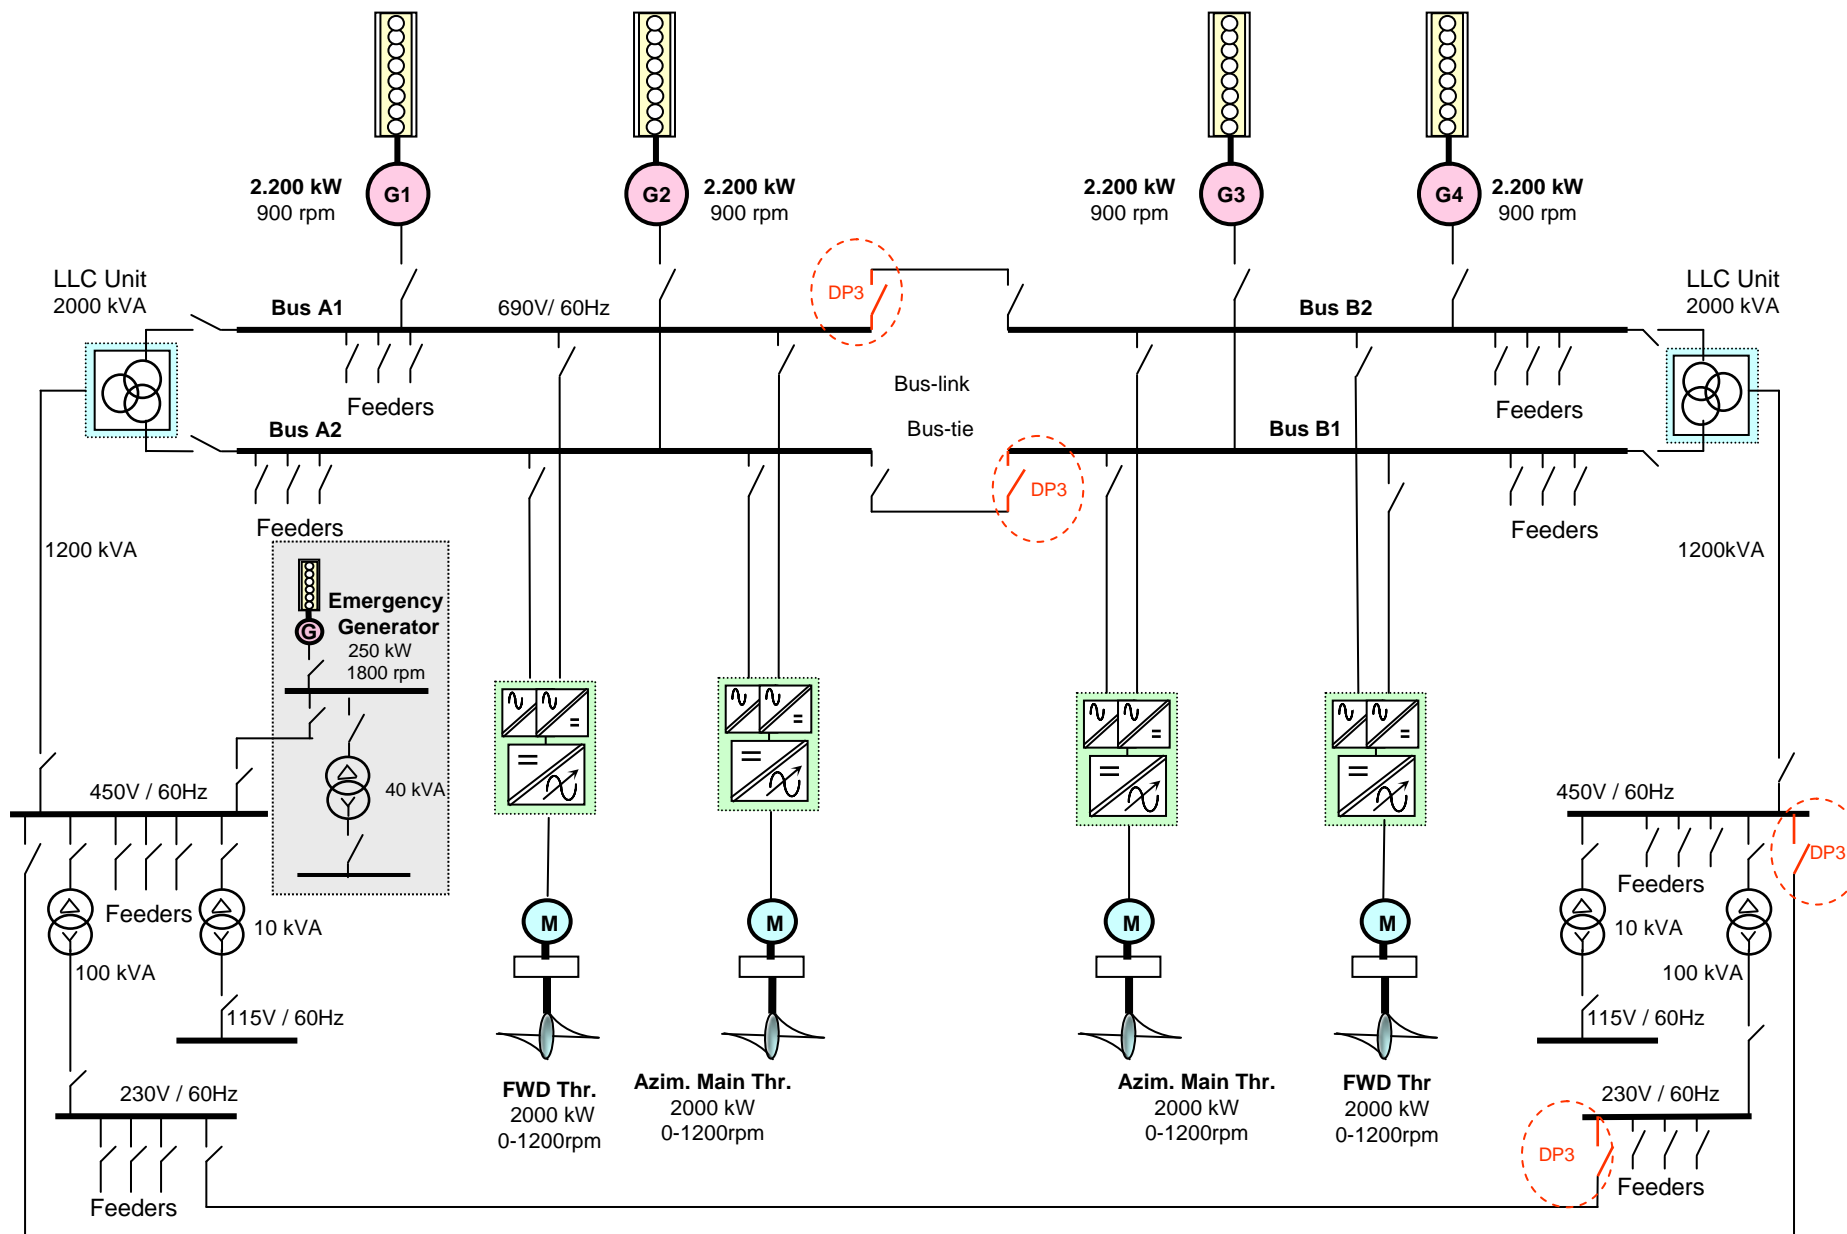 2.200 kW
900 rpm
G1
G2
2.200 kW
900 rpm
2.200 kW
900 rpm
G3
G4
2.200 kW
900 rpm
LLC Unit
2000 kVA
Bus A1
690V/ 60Hz
DP3
Bus B2
LLC Unit
2000 kVA
Feeders
Bus-link
Feeders
Bus A2
Bus-tie
Bus B1
DP3
Feeders
Feeders
1200 kVA
1200kVA
Emergency
Generator
G
250 kW
1800 rpm
40 kVA
450V / 60Hz
450V / 60Hz
DP3
Feeders
10 kVA
100 kVA
M
M
M
M
Feeders
10 kVA
100 kVA
115V / 60Hz
115V / 60Hz
230V / 60Hz
FWD Thr.
2000 kW
0-1200rpm
Azim. Main Thr.
2000 kW
0-1200rpm
Azim. Main Thr.
2000 kW
0-1200rpm
FWD Thr
2000 kW
0-1200rpm
230V / 60Hz
DP3
Feeders
Feeders